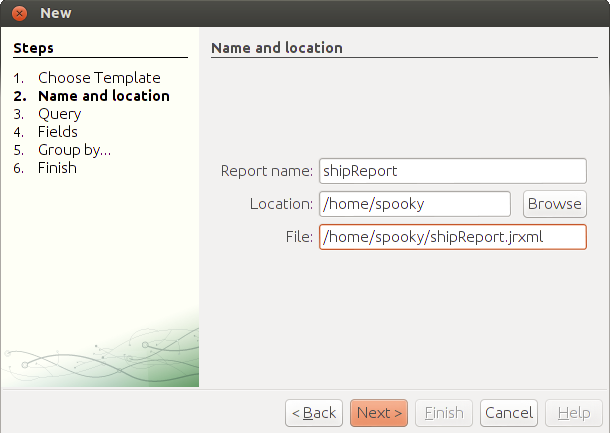 New
Steps
1. Choose Template
2. Name and location
3. Query
4. Fields
5. Group by...
6. Finish
Name and location
Report name: shipReport
Location: /home/spooky Browse
File: /home/spooky/shipReport.jrxml
< Back Next > Finish Cancel Help